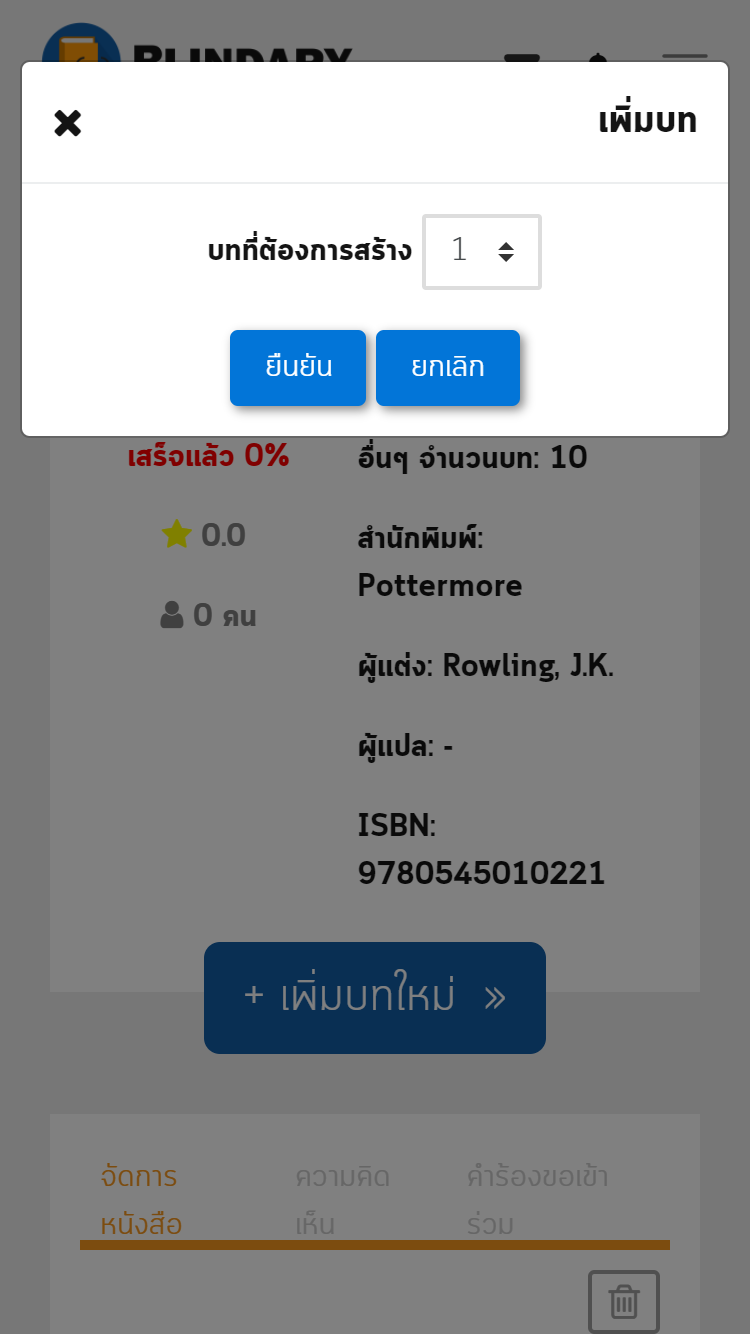 BLINDARY
เพิ่มบท
บทที่ต้องการสร้าง 1
ยืนยัน ยกเลิก
เสร็จแล้ว 0%
0.0
0 คน
อื่นๆ จำนวนบท: 10
สำนักพิมพ์:
Pottermore
ผู้แต่ง: Rowling, J.K.
ผู้แปล: -
ISBN:
9780545010221
+ เพิ่มบทใหม่ »
จัดการ
หนังสือ
ความคิด
เห็น
คำร้องขอเข้า
ร่วม